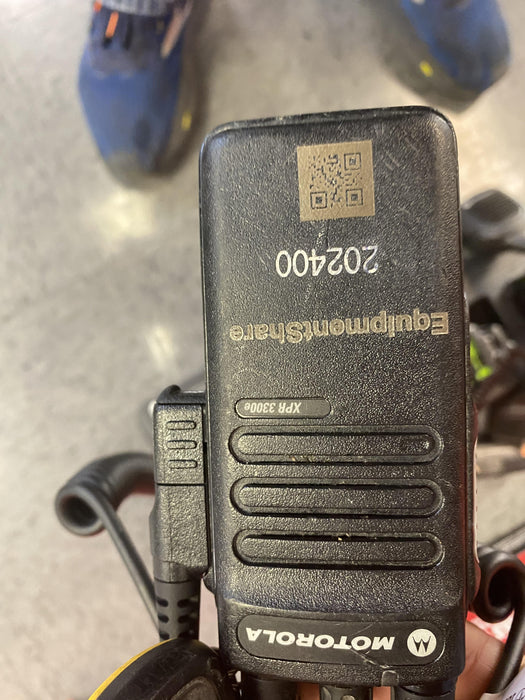 MOTOROLA
XPR 3300e
EquipmentShare
202400